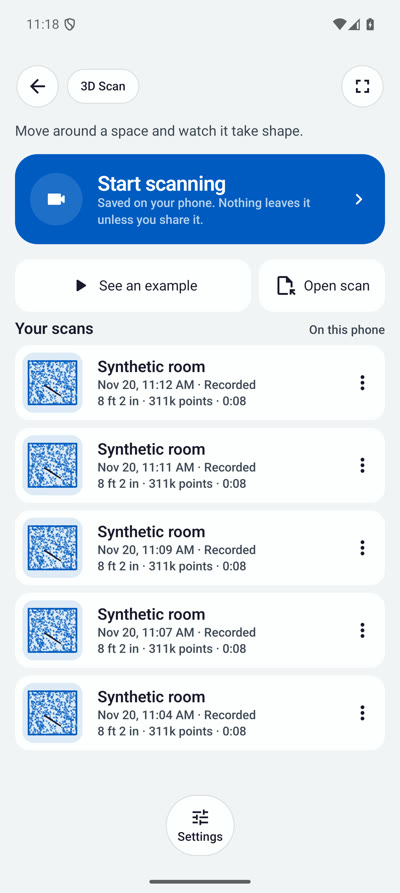 11:18
3D Scan
Move around a space and watch it take shape.
Start scanning
Saved on your phone. Nothing leaves it
unless you share it.
See an example
Open scan
Your scans
On this phone
Synthetic room
Nov 20, 11:12 AM · Recorded
8 ft 2 in · 311k points · 0:08
Synthetic room
Nov 20, 11:11 AM · Recorded
8 ft 2 in · 311k points · 0:08
Synthetic room
Nov 20, 11:09 AM · Recorded
8 ft 2 in · 311k points · 0:08
Synthetic room
Nov 20, 11:07 AM · Recorded
8 ft 2 in · 311k points · 0:08
Synthetic room
Nov 20, 11:04 AM · Recorded
8 ft 2 in · 311k points · 0:08
Settings